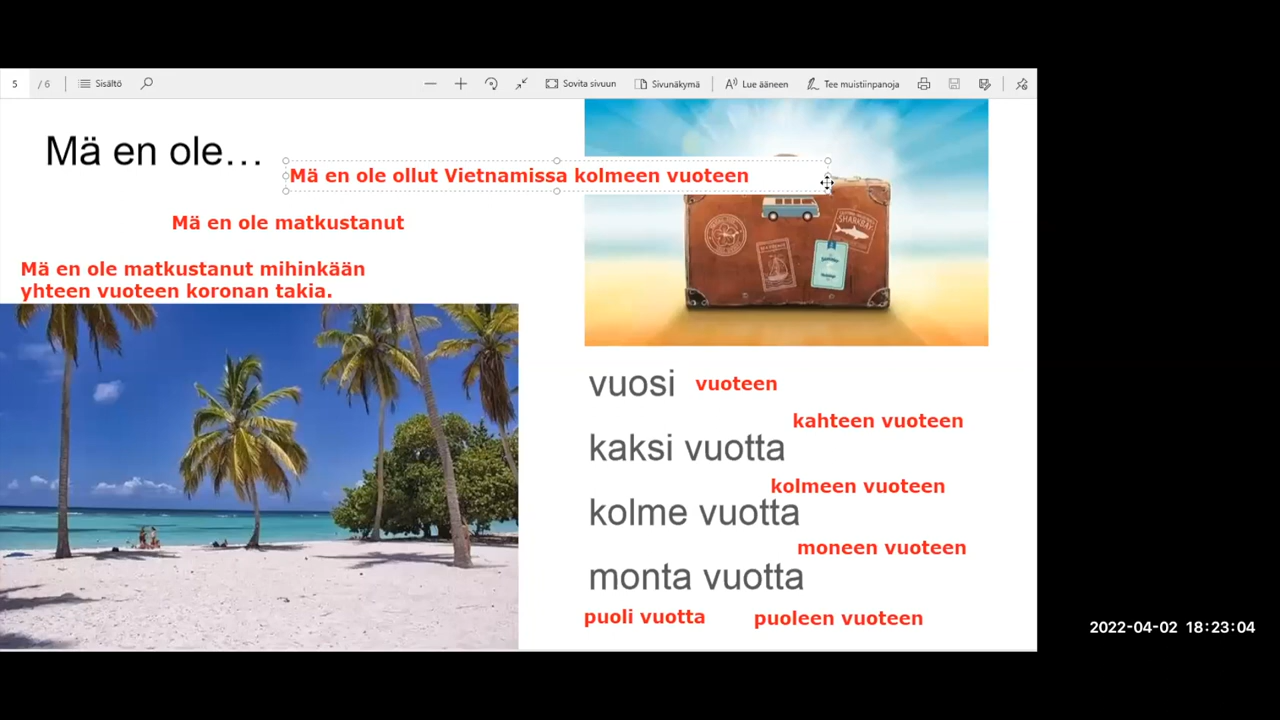 5 / 6 Sisältö Sovita sivuun Sivunäkymä Lue ääneen Tee muistiinpanoja
Mä en ole…
Mä en ole ollut Vietnamissa kolmeen vuoteen
Mä en ole matkustanut
Mä en ole matkustanut mihinkään
yhteen vuoteen koronan takia.
SHARKBAY
vuosi vuoteen
kahteen vuoteen
kaksi vuotta
kolmeen vuoteen
kolme vuotta
moneen vuoteen
monta vuotta
puoli vuotta puoleen vuoteen
2022-04-02 18:23:04